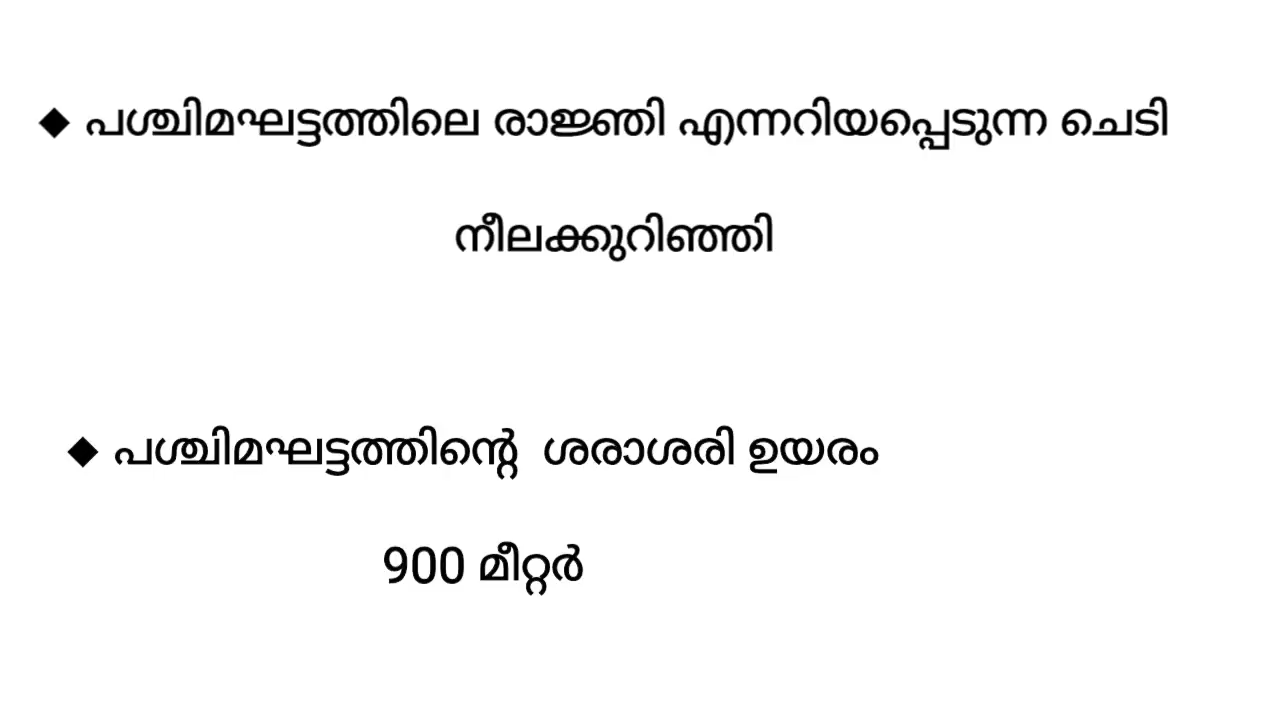 ◆ പശ്ചിമഘട്ടത്തിലെ രാജ്ഞി എന്നറിയപ്പെടുന്ന ചെടി
നീലക്കുറിഞ്ഞി
◆ പശ്ചിമഘട്ടത്തിന്റെ ശരാശരി ഉയരം
900 മീറ്റർ